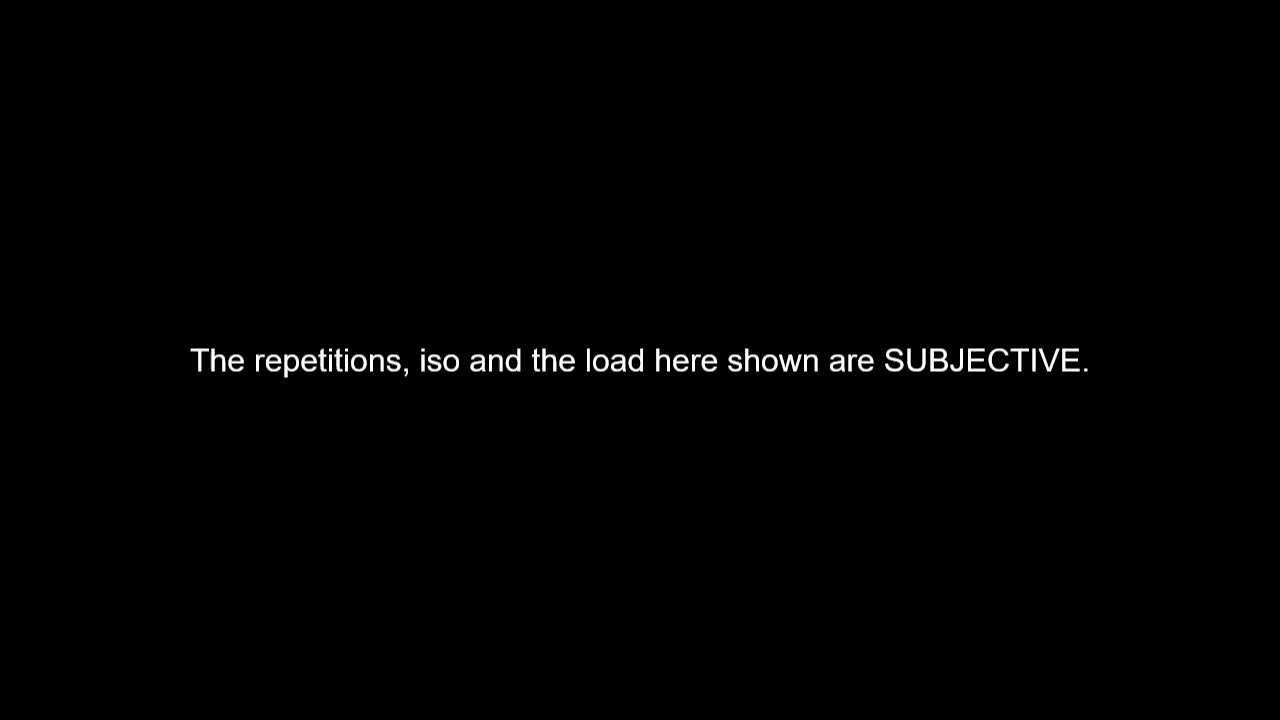 The repetitions, iso and the load here shown are SUBJECTIVE.